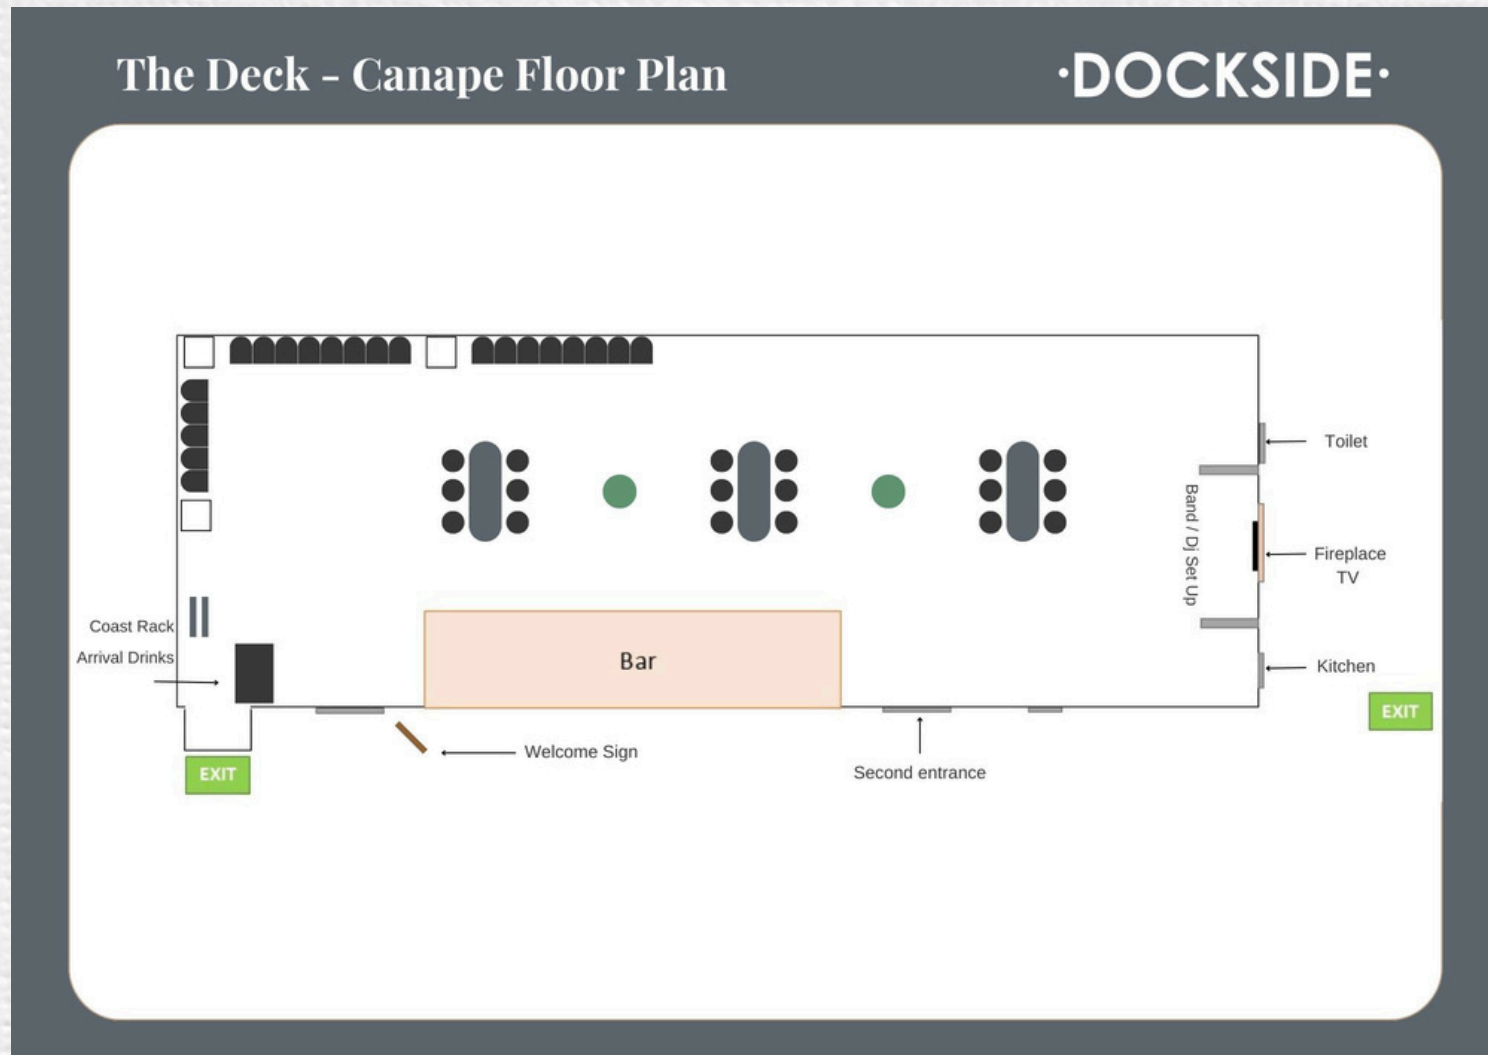 The Deck - Canape Floor Plan
·DOCKSIDE·
Toilet
Band / Dj Set Up
Fireplace
TV
Coast Rack
Arrival Drinks
Bar
Kitchen
EXIT
Welcome Sign
Second entrance
EXIT